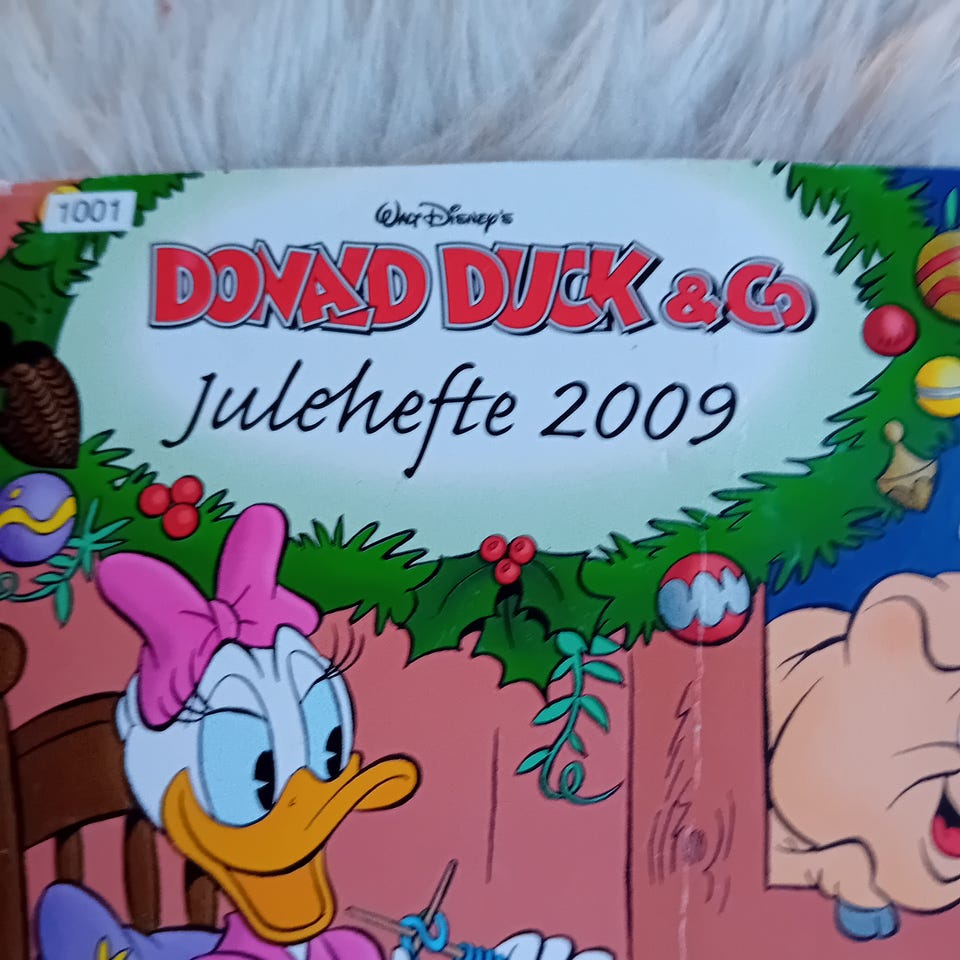 1001
WALT DISNEY'S
DONALD DUCK & Co
Julehefte 2009